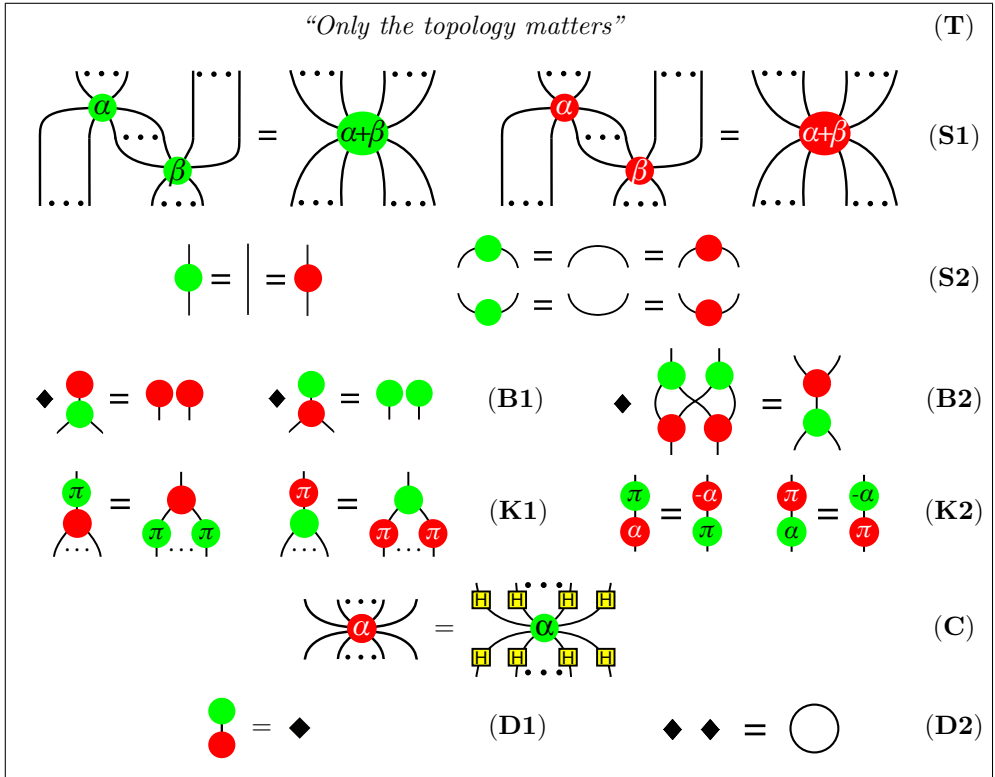 “Only the topology matters” (T)
α β = α+β α β = α+β (S1)
= = = = (S2)
= =
= = (B1) = (B2)
π = π π π = π π (K1) π α = -α π π α = -α π (K2)
α = H H H H α H H H H (C)
= (D1) = (D2)